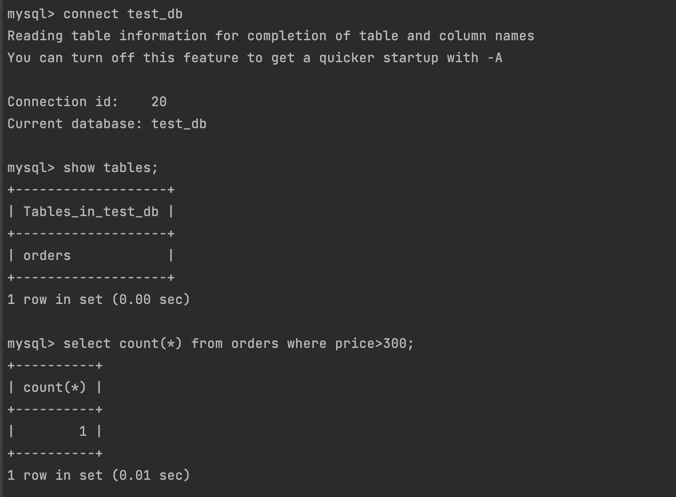 mysql> connect test_db
Reading table information for completion of table and column names
You can turn off this feature to get a quicker startup with -A
Connection id:    20
Current database: test_db
mysql> show tables;
+-------------------+
| Tables_in_test_db |
+-------------------+
| orders            |
+-------------------+
1 row in set (0.00 sec)
mysql> select count(*) from orders where price>300;
+----------+
| count(*) |
+----------+
|        1 |
+----------+
1 row in set (0.01 sec)